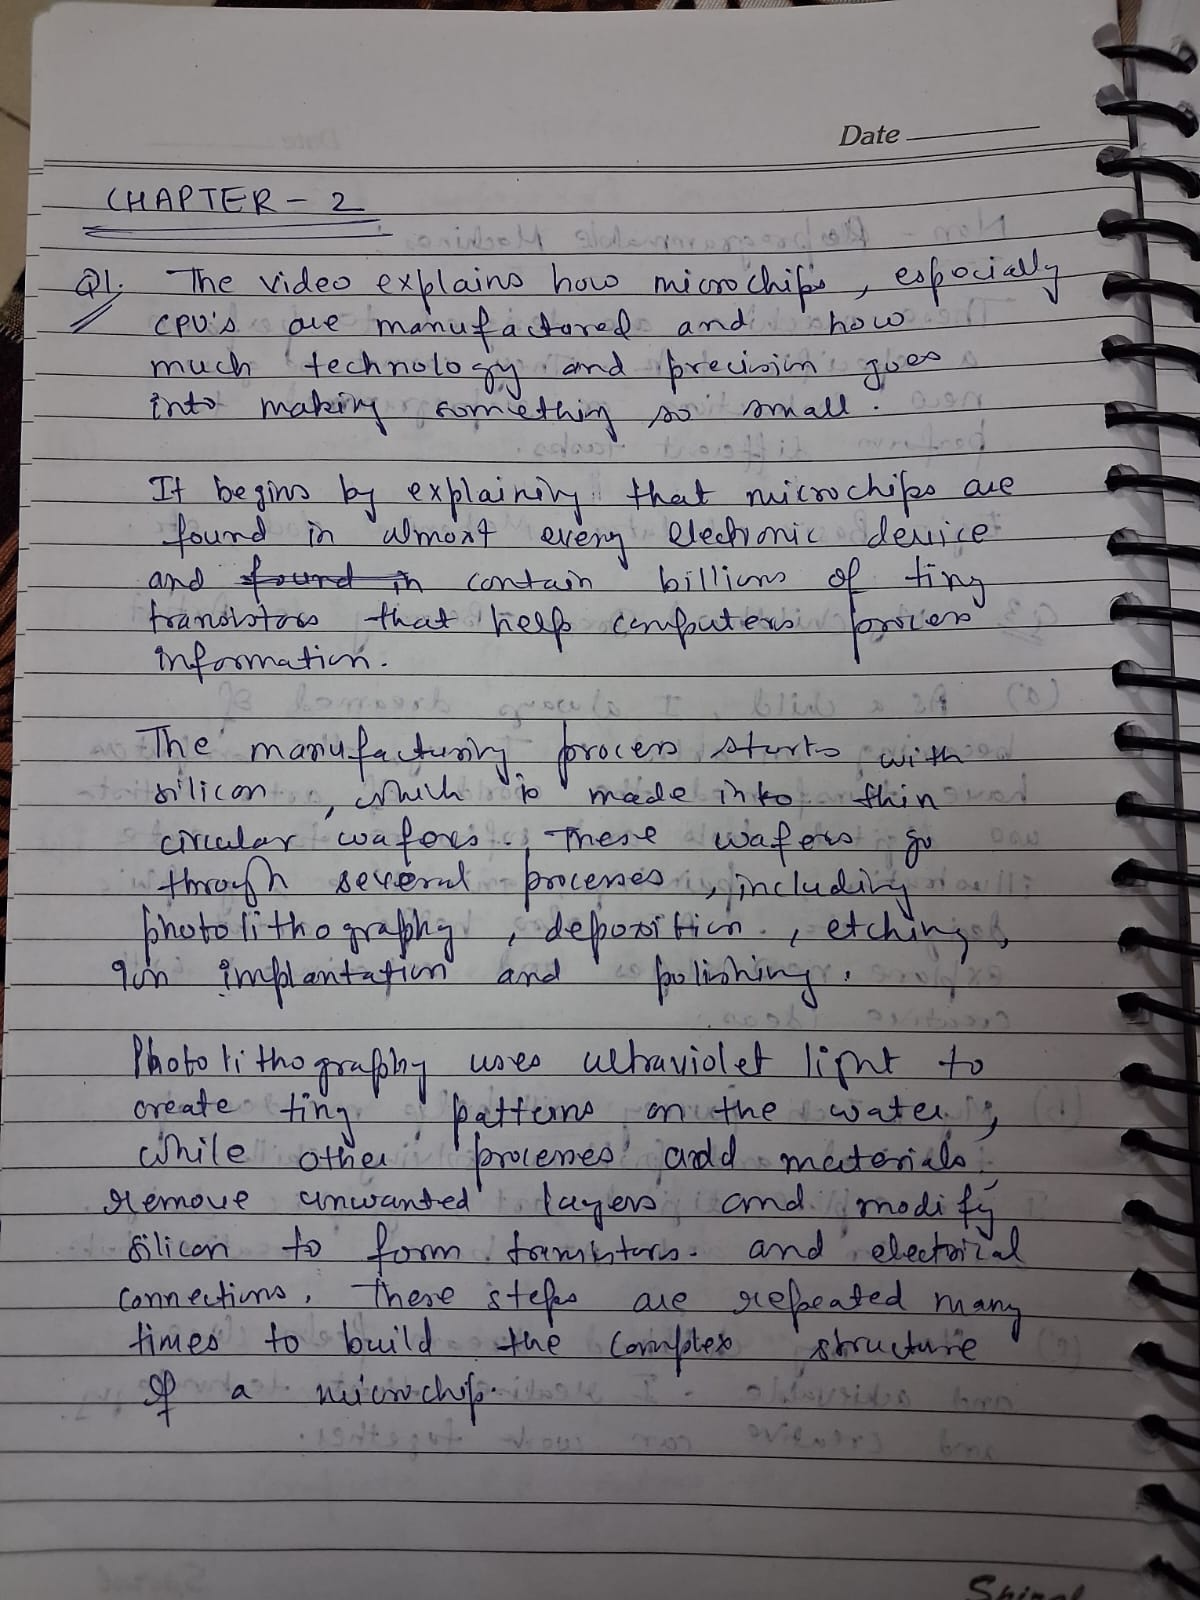 Date
CHAPTER - 2
Q1. The video explains how microchips, especially
CPU's are manufactured and how
much technology and precision goes
into making something so small.
It begins by explaining that microchips are
found in almost every electronic device
and found in contain billions of tiny
transistors that help computers process
information.
The manufacturing process starts with
silicon, which is made into thin
circular wafers. These wafers go
through several processes, including
photolithography, deposition, etching,
ion implantation and polishing.
Photolithography uses ultraviolet light to
create tiny patterns on the water,
while other processes add materials,
remove unwanted layers and modify
silicon to form transistors. and electrical
connections. These steps are repeated many
times to build the complex structure
of a microchip.